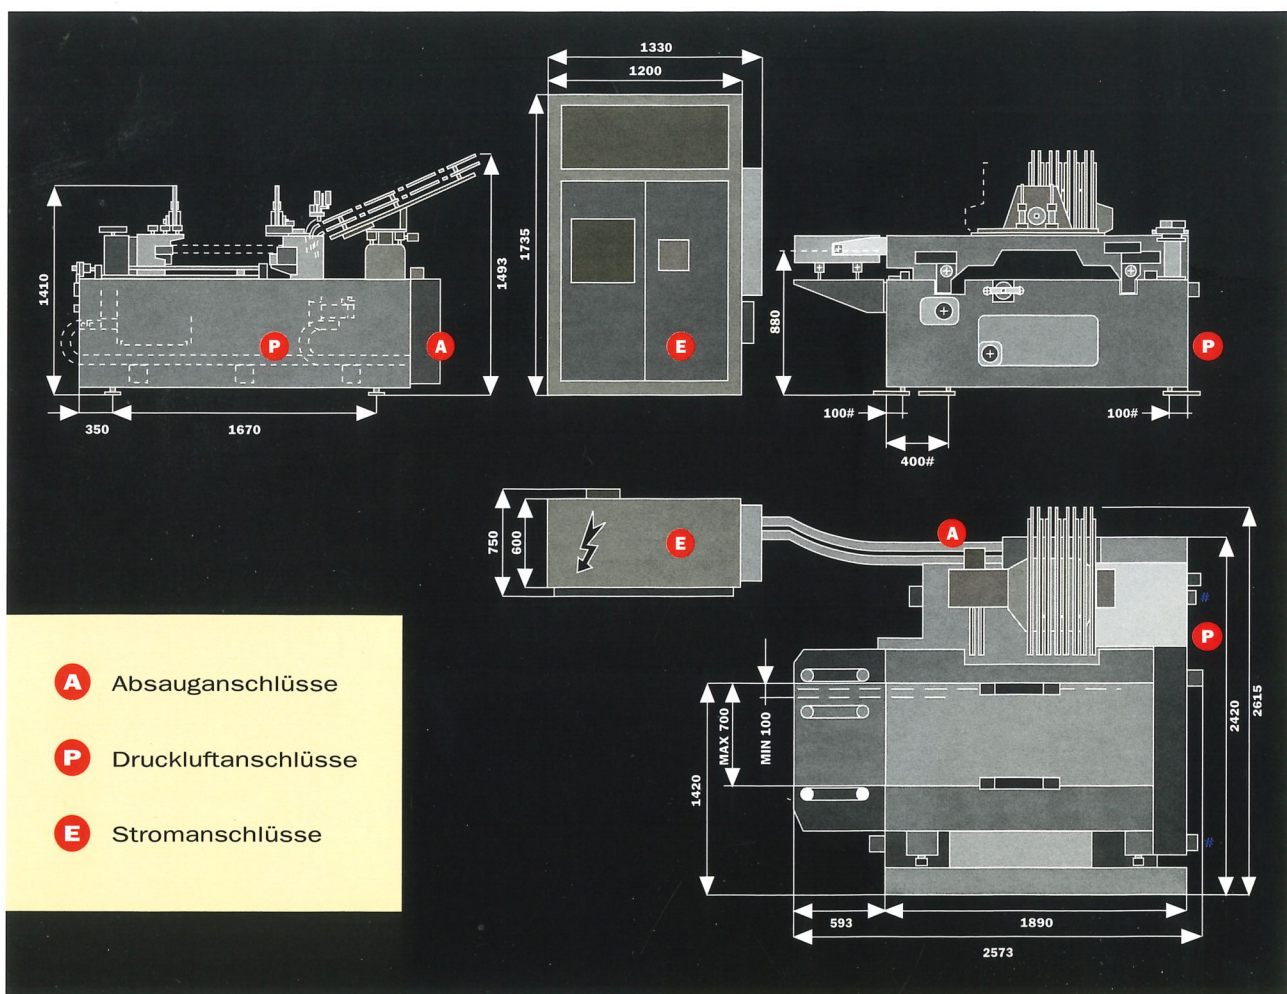 1330
1200
1735
E
1410
1493
P
A
350
1670
880
P
100#
100#
400#
750
600
E
A
#
P
2420
2615
MAX 700
MIN 100
1420
#
593
1890
2573
A Absauganschlüsse
P Druckluftanschlüsse
E Stromanschlüsse